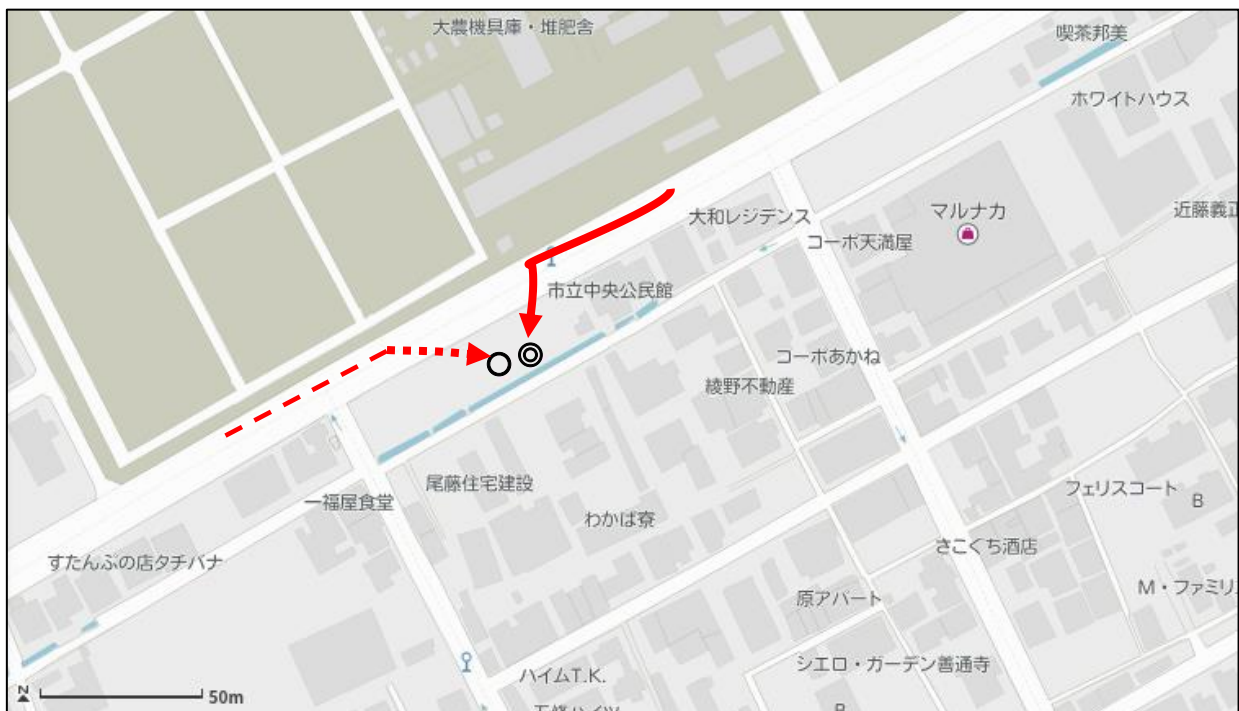 大農機具庫・堆肥舎
喫茶邦美
ホワイトハウス
大和レジデンス
マルナカ
近藤義正
コーポ天満屋
市立中央公民館
コーポあかね
綾野不動産
尾藤住宅建設
一福屋食堂
わかば寮
フェリスコート
B
さこぐち酒店
すたんぷの店タチバナ
原アパート
M・ファミリ
シエロ・ガーデン善通寺
ハイムT.K.
N
50m
B